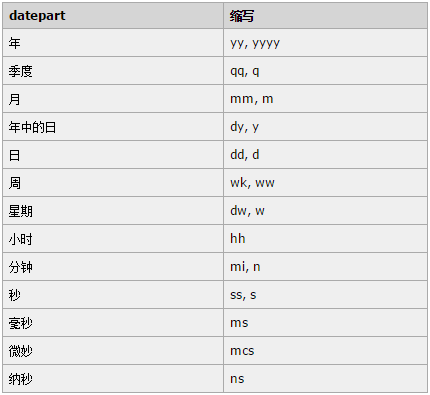 datepart 缩写
年 yy, yyyy
季度 qq, q
月 mm, m
年中的日 dy, y
日 dd, d
周 wk, ww
星期 dw, w
小时 hh
分钟 mi, n
秒 ss, s
毫秒 ms
微妙 mcs
纳秒 ns